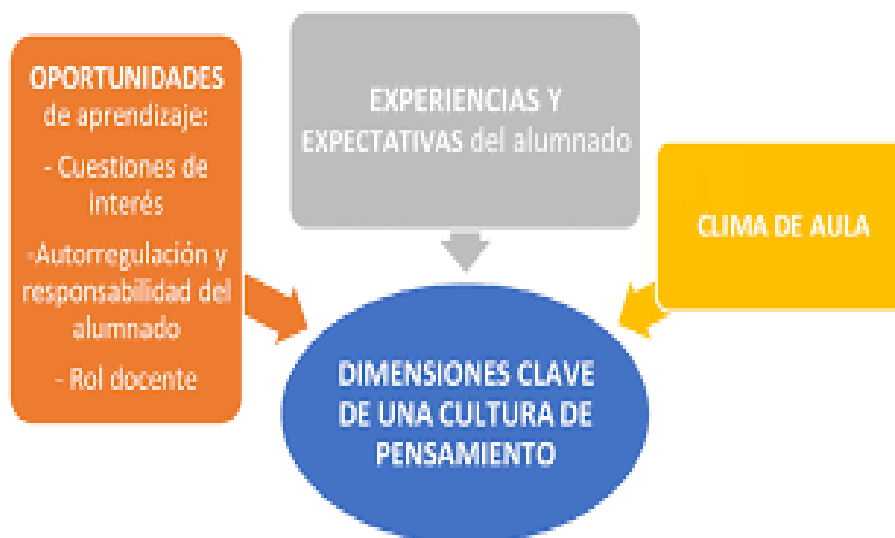 OPORTUNIDADES
de aprendizaje:
- Cuestiones de
interés
-Autorregulación y
responsabilidad del
alumnado
- Rol docente
EXPERIENCIAS Y
EXPECTATIVAS del alumnado
CLIMA DE AULA
DIMENSIONES CLAVE
DE UNA CULTURA DE
PENSAMIENTO